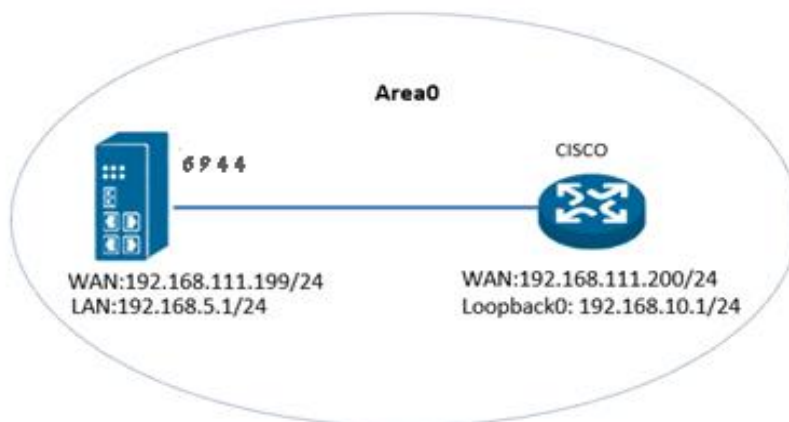 Area0
6944
CISCO
WAN:192.168.111.199/24
LAN:192.168.5.1/24
WAN:192.168.111.200/24
Loopback0: 192.168.10.1/24